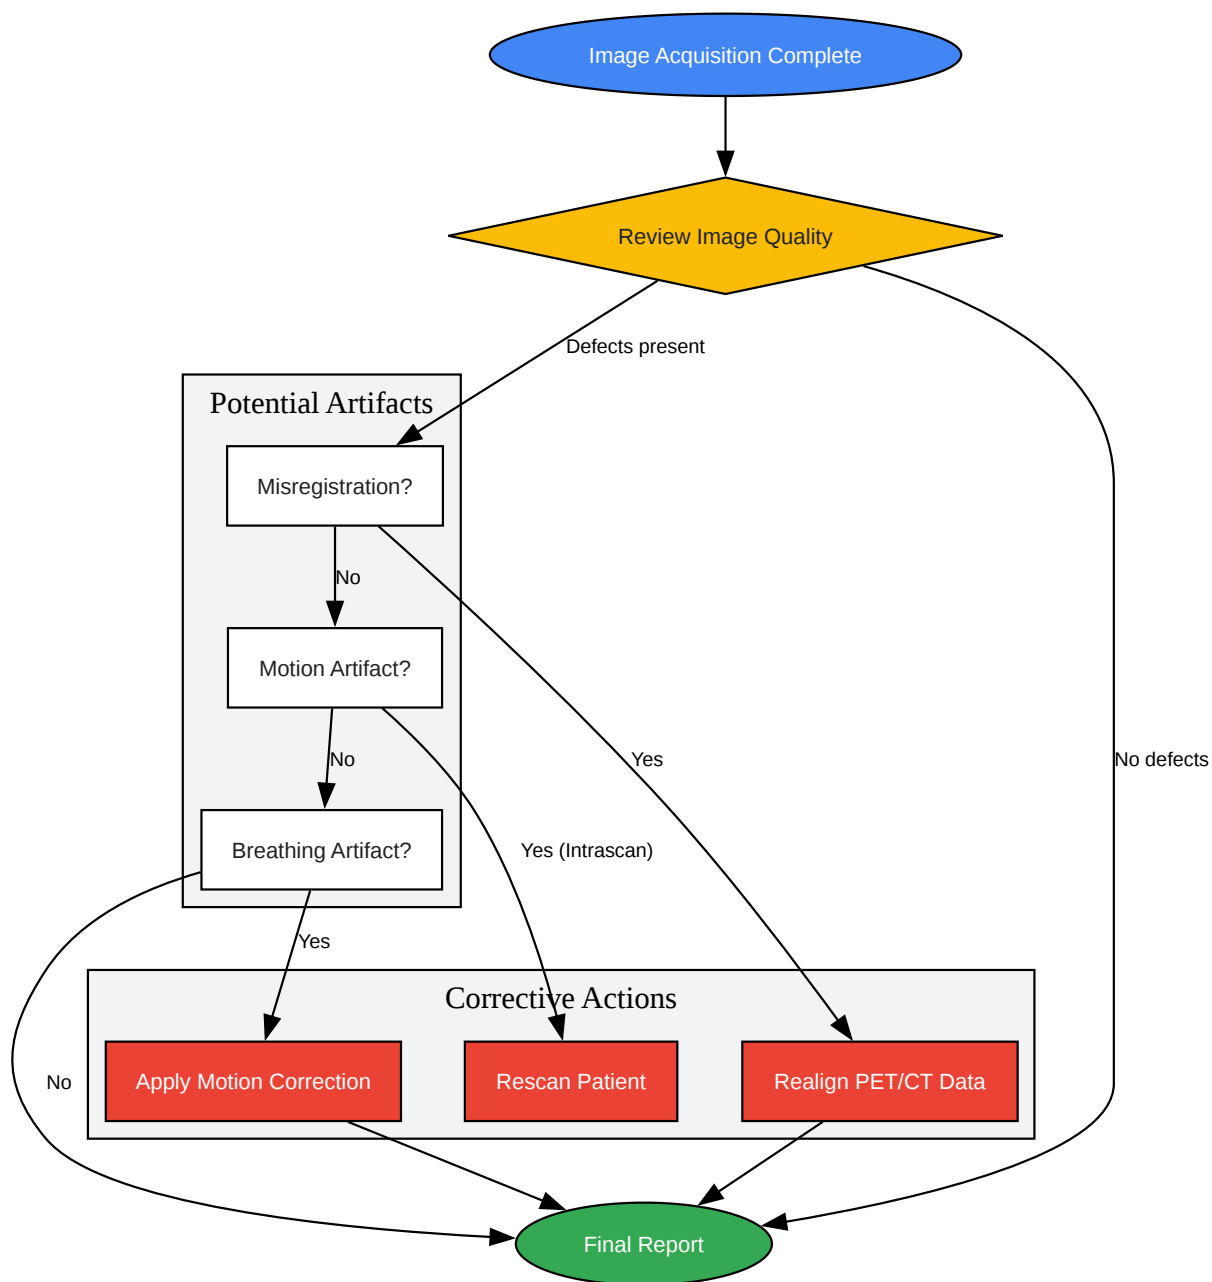 Image Acquisition Complete
Review Image Quality
Defects present
Potential Artifacts
Misregistration?
No
Motion Artifact?
No
Yes
No defects
Breathing Artifact?
Yes (Intrascan)
Yes
Corrective Actions
No
Apply Motion Correction
Rescan Patient
Realign PET/CT Data
Final Report